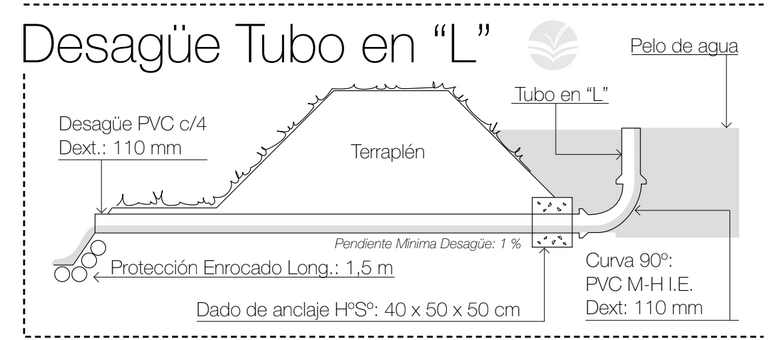 Desagüe Tubo en “L”
Pelo de agua
Tubo en “L”
Desagüe PVC c/4
Dext.: 110 mm
Terraplén
Pendiente Mínima Desagüe: 1 %
Curva 90º:
PVC M-H I.E.
Dext: 110 mm
Protección Enrocado Long.: 1,5 m
Dado de anclaje HºSº: 40 x 50 x 50 cm